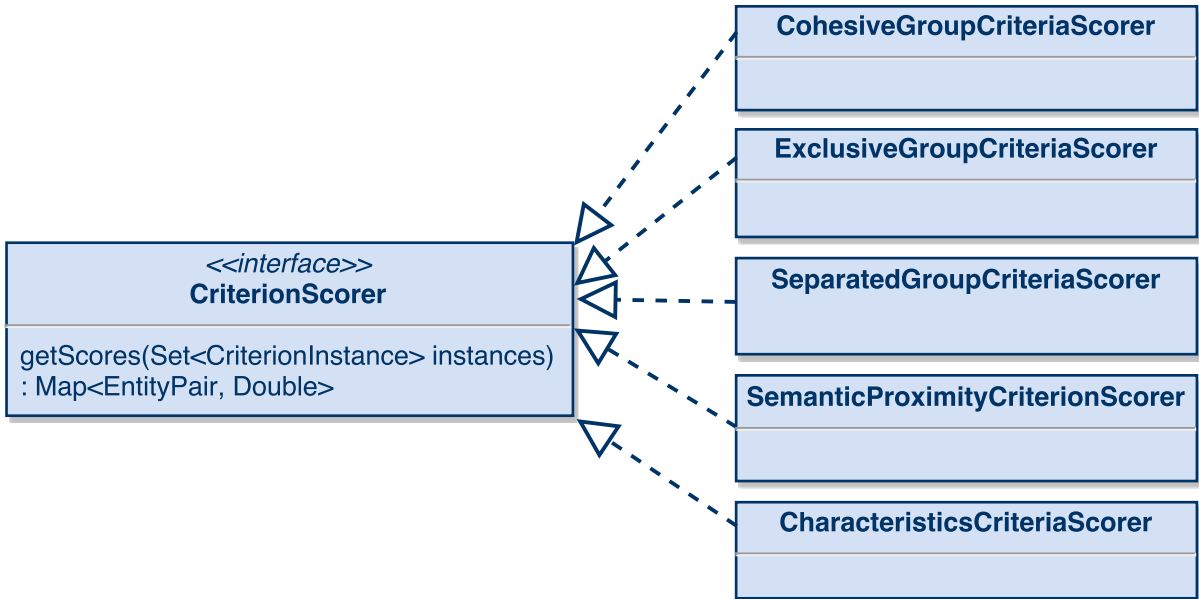 CohesiveGroupCriteriaScorer
ExclusiveGroupCriteriaScorer
<<interface>>
CriterionScorer
getScores(Set<CriterionInstance> instances)
: Map<EntityPair, Double>
SeparatedGroupCriteriaScorer
SemanticProximityCriterionScorer
CharacteristicsCriteriaScorer